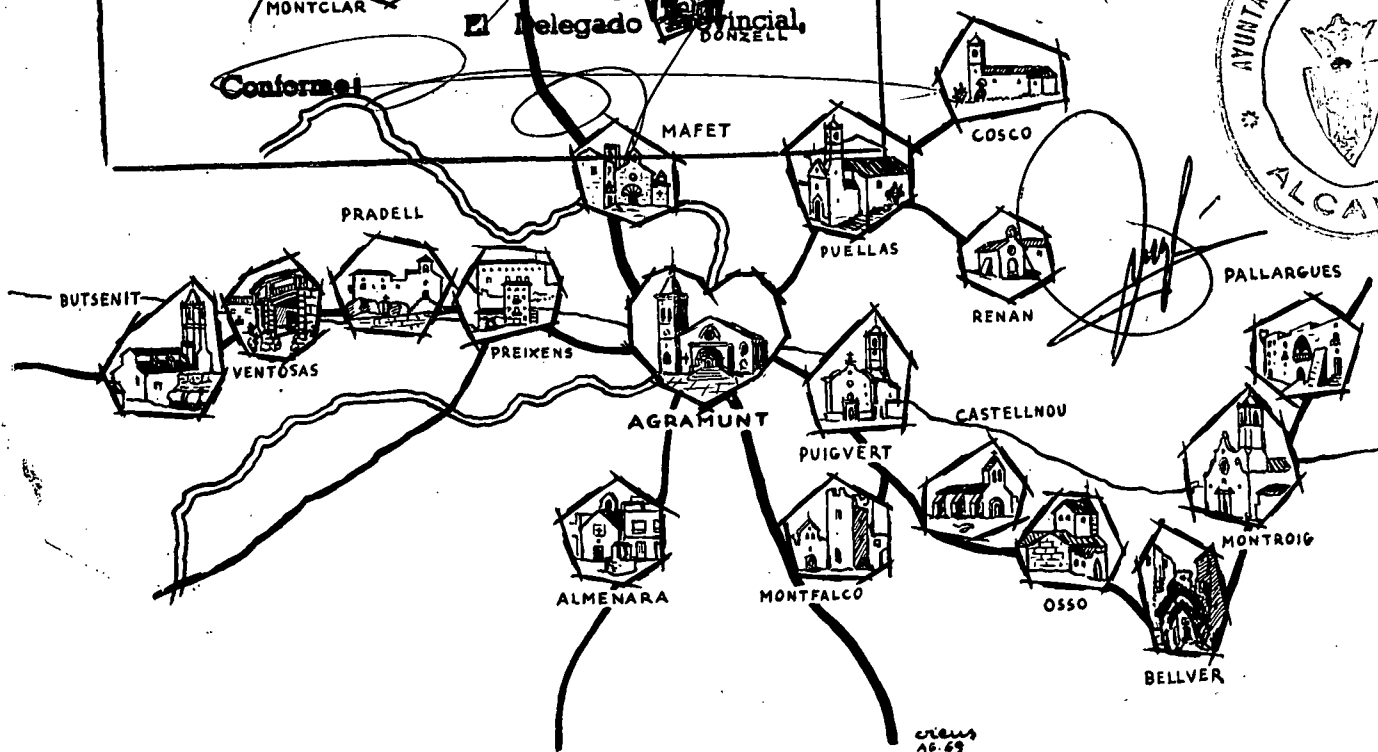 MONTCLAR
El Delegado Provincial,
DONZELL
Conforme:
MAFET
COSCO
PRADELL
PUELLAS
BUTSENIT
RENAN
PALLARGUES
VENTOSAS
PREIXENS
AGRAMUNT
CASTELLNOU
PUIGVERT
MONTROIG
ALMENARA
MONTFALCO
OSSO
BELLVER